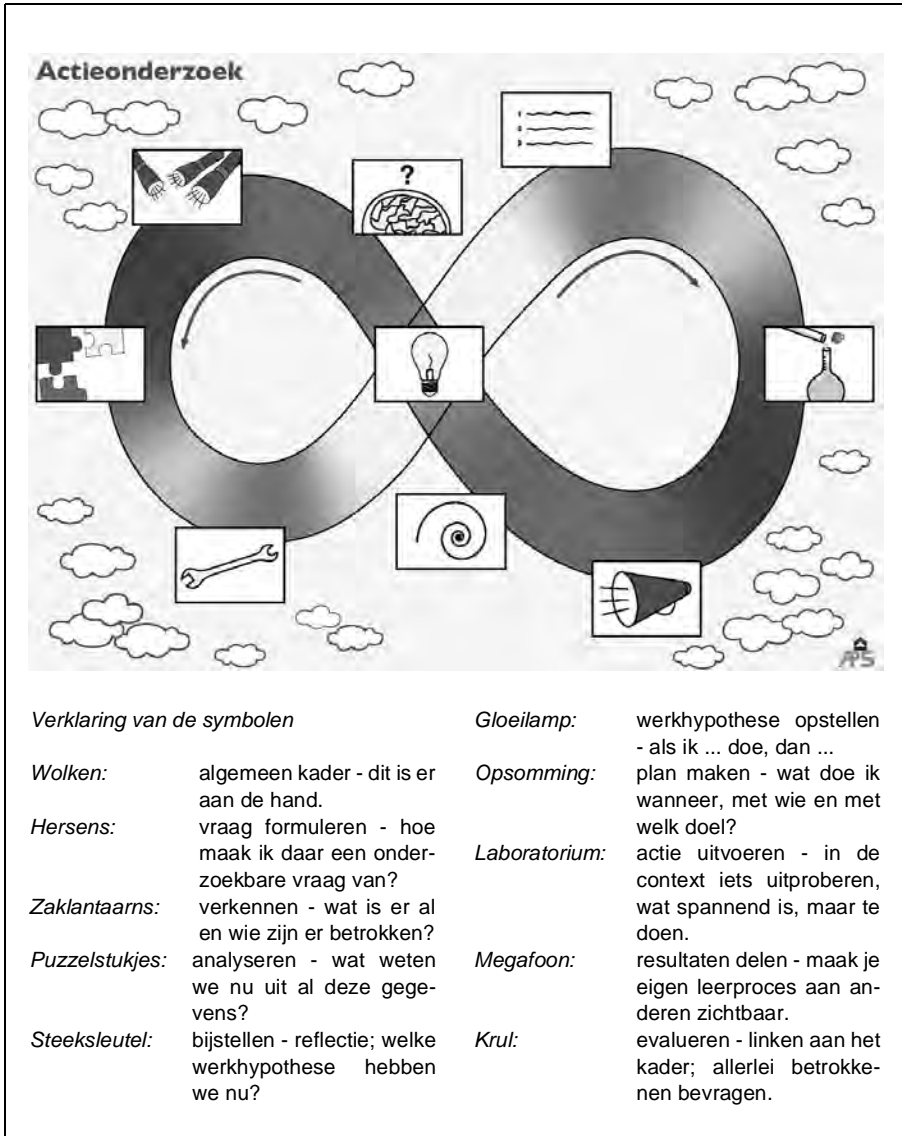 Actieonderzoek
?
1
2
3
APS
Verklaring van de symbolen
Wolken: algemeen kader - dit is er
aan de hand.
Hersens: vraag formuleren - hoe
maak ik daar een onder-
zoekbare vraag van?
Zaklantaarns: verkennen - wat is er al
en wie zijn er betrokken?
Puzzelstukjes: analyseren - wat weten
we nu uit al deze gege-
vens?
Steeksleutel: bijstellen - reflectie; welke
werkhypothese hebben
we nu?
Gloeilamp: werkhypothese opstellen
- als ik ... doe, dan ...
Opsomming: plan maken - wat doe ik
wanneer, met wie en met
welk doel?
Laboratorium: actie uitvoeren - in de
context iets uitproberen,
wat spannend is, maar te
doen.
Megafoon: resultaten delen - maak je
eigen leerproces aan an-
deren zichtbaar.
Krul: evalueren - linken aan het
kader; allerlei betrokke-
nen bevragen.